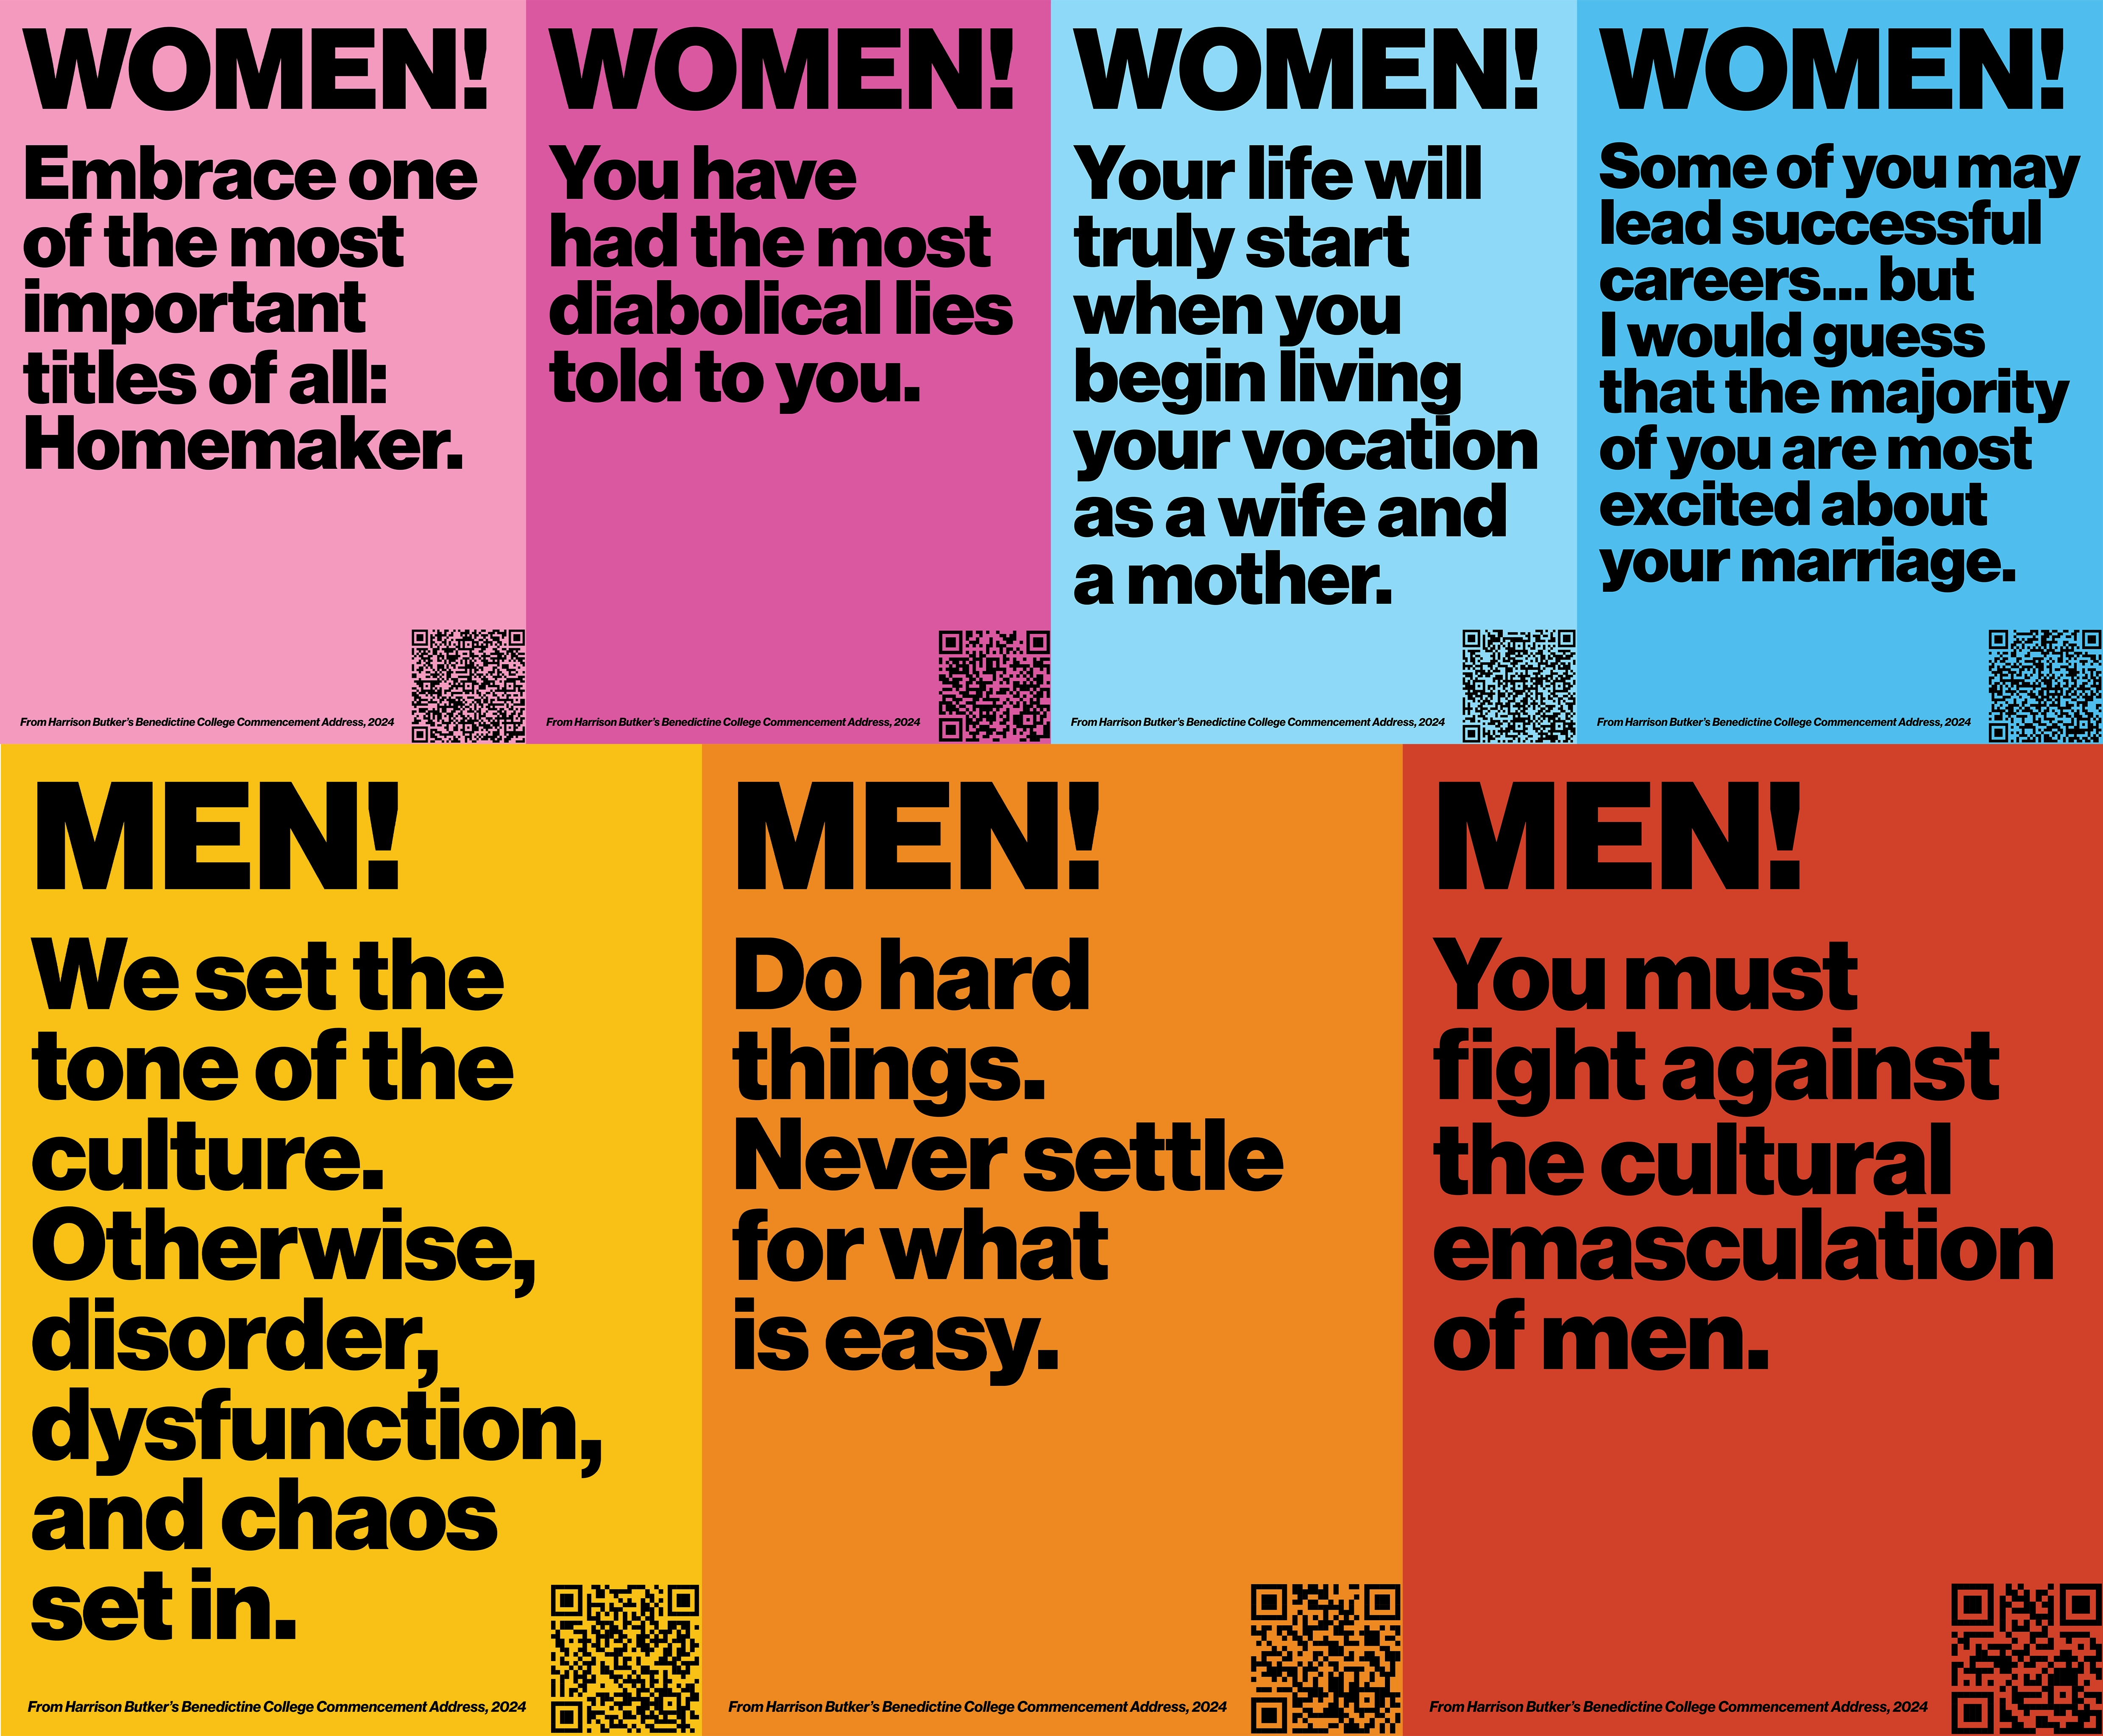 WOMEN!
Embrace one
of the most
important
titles of all:
Homemaker.
From Harrison Butker’s Benedictine College Commencement Address, 2024
WOMEN!
You have
had the most
diabolical lies
told to you.
From Harrison Butker’s Benedictine College Commencement Address, 2024
WOMEN!
Your life will
truly start
when you
begin living
your vocation
as a wife and
a mother.
From Harrison Butker’s Benedictine College Commencement Address, 2024
WOMEN!
Some of you may
lead successful
careers... but
I would guess
that the majority
of you are most
excited about
your marriage.
From Harrison Butker’s Benedictine College Commencement Address, 2024
MEN!
We set the
tone of the
culture.
Otherwise,
disorder,
dysfunction,
and chaos
set in.
From Harrison Butker’s Benedictine College Commencement Address, 2024
MEN!
Do hard
things.
Never settle
for what
is easy.
From Harrison Butker’s Benedictine College Commencement Address, 2024
MEN!
You must
fight against
the cultural
emasculation
of men.
From Harrison Butker’s Benedictine College Commencement Address, 2024